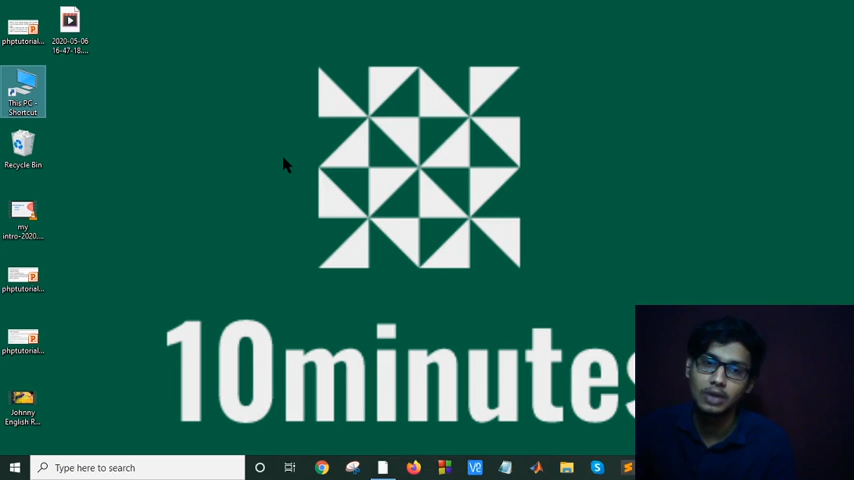 phptutorial...
2020-05-06
16-47-18....
This PC -
Shortcut
Recycle Bin
my
intro-2020....
phptutorial...
phptutorial...
Johnny
English R...
10minutes
Type here to search